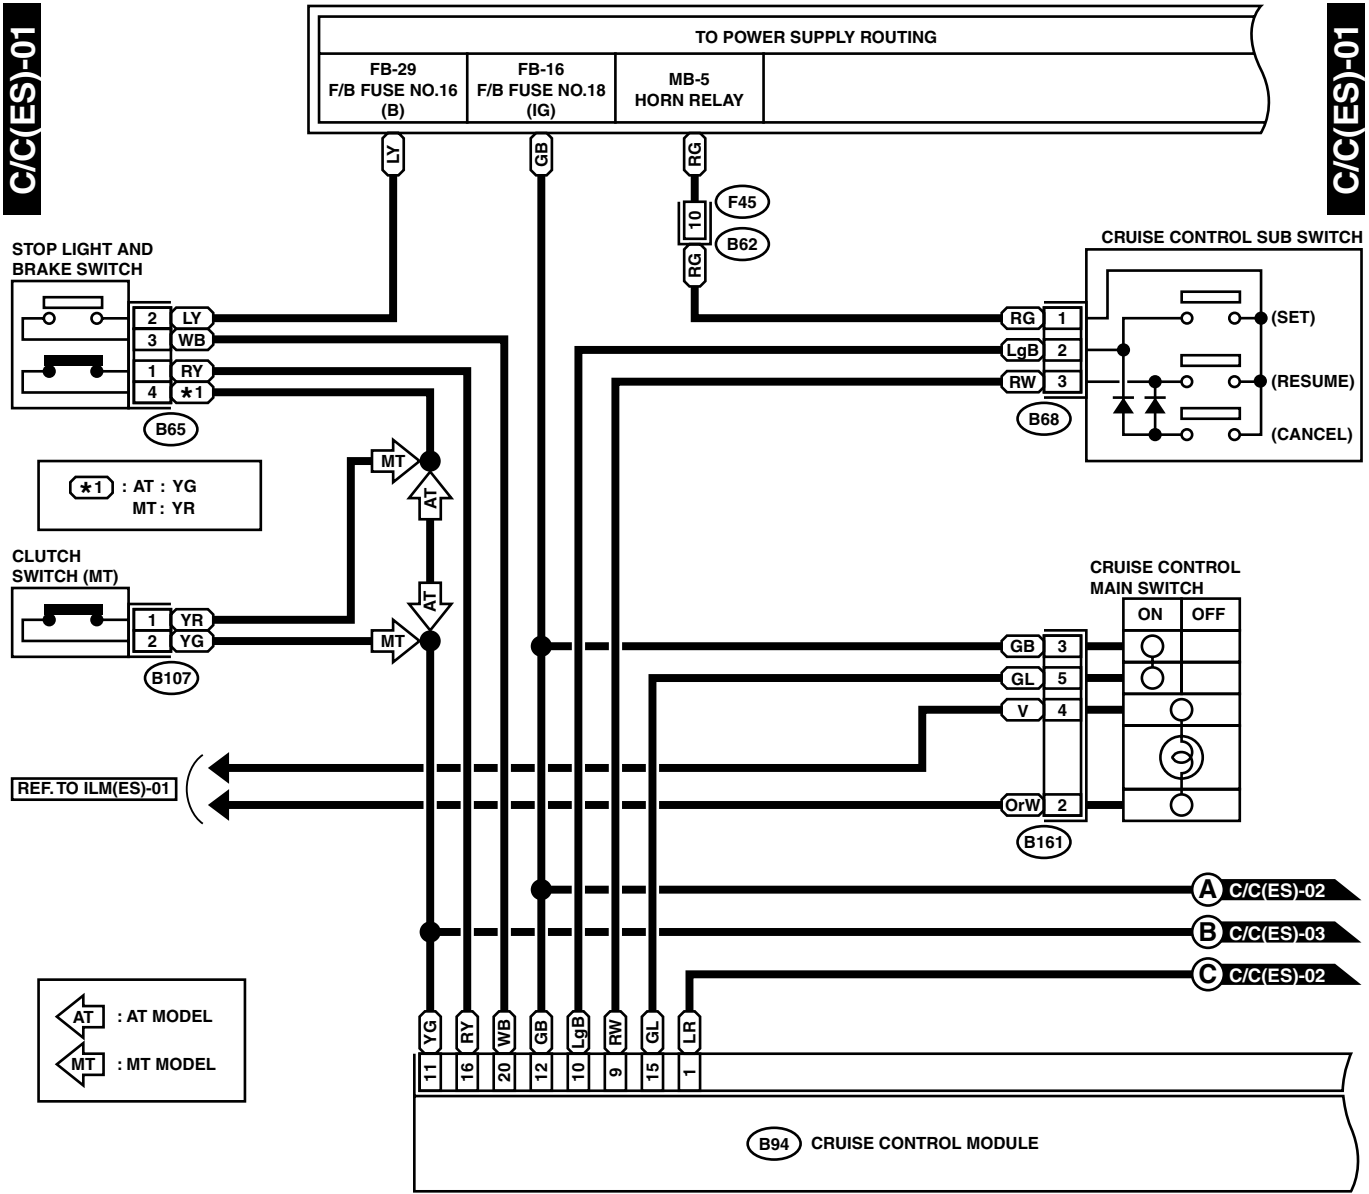 C/C(ES)-01
C/C(ES)-01
TO POWER SUPPLY ROUTING
FB-29
F/B FUSE NO.16
(B)
FB-16
F/B FUSE NO.18
(IG)
MB-5
HORN RELAY
LY
GB
RG
10
F45
B62
RG
STOP LIGHT AND
BRAKE SWITCH
2 LY
3 WB
1 RY
4 *1
B65
*1 : AT : YG
MT : YR
CLUTCH
SWITCH (MT)
1 YR
2 YG
B107
MT
AT
AT
MT
CRUISE CONTROL SUB SWITCH
RG 1
LgB 2
RW 3
B68
(SET)
(RESUME)
(CANCEL)
CRUISE CONTROL
MAIN SWITCH
ON OFF
GB 3
GL 5
V 4
OrW 2
B161
REF. TO ILM(ES)-01
A C/C(ES)-02
B C/C(ES)-03
C C/C(ES)-02
AT : AT MODEL
MT : MT MODEL
YG RY WB GB LgB RW GL LR
11 16 20 12 10 9 15 1
B94 CRUISE CONTROL MODULE